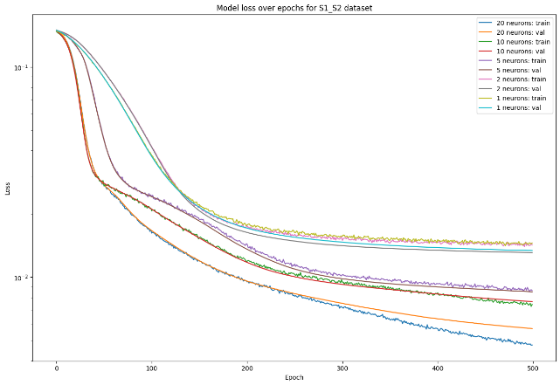 Model loss over epochs for S1_S2 dataset
20 neurons: train
20 neurons: val
10 neurons: train
10 neurons: val
5 neurons: train
5 neurons: val
2 neurons: train
2 neurons: val
1 neurons: train
1 neurons: val
10⁻¹
Loss
10⁻²
0 100 200 300 400 500
Epoch